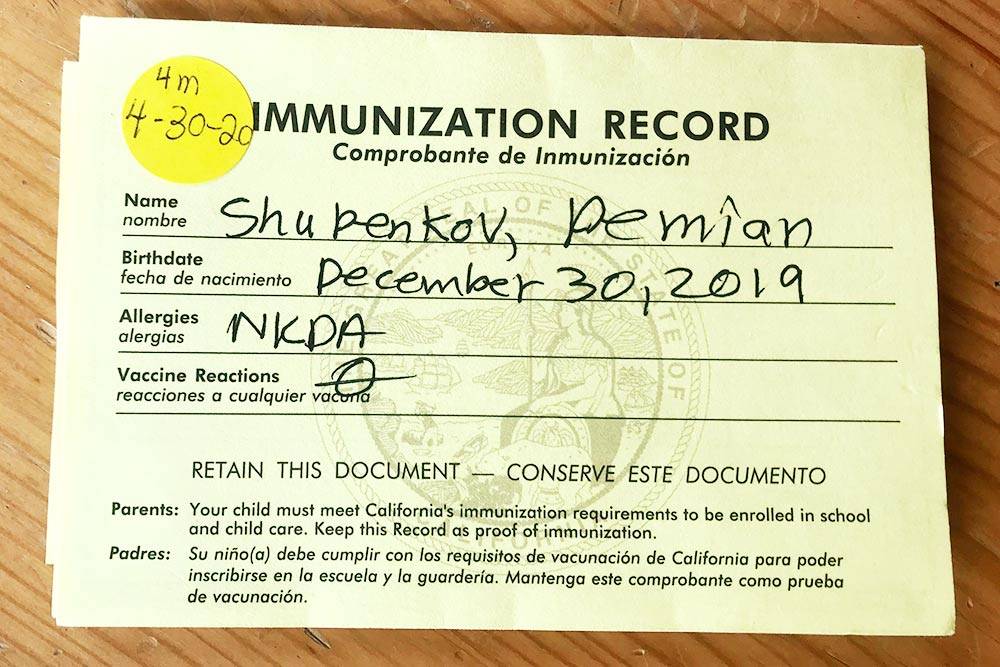 4m
4-30-20
IMMUNIZATION RECORD
Comprobante de Inmunización
Name
nombre
Shupenkov, Demian
Birthdate
fecha de nacimiento
December 30, 2019
Allergies
alergias
NKDA
Vaccine Reactions
reacciones a cualquier vacuna
RETAIN THIS DOCUMENT — CONSERVE ESTE DOCUMENTO
Parents: Your child must meet California's immunization requirements to be enrolled in school
and child care. Keep this Record as proof of immunization.
Padres: Su niño(a) debe cumplir con los requisitos de vacunación de California para poder
inscribirse en la escuela y la guardería. Mantenga este comprobante como prueba
de vacunación.